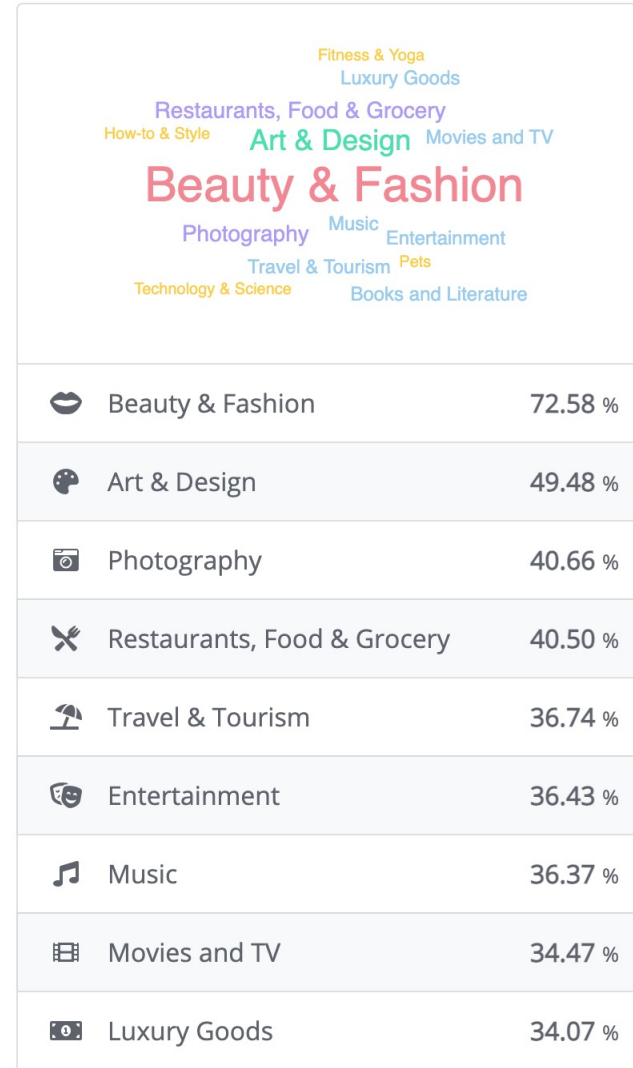 Fitness & Yoga
Luxury Goods
Restaurants, Food & Grocery
How-to & Style Art & Design Movies and TV
Beauty & Fashion
Photography Music Entertainment
Travel & Tourism Pets
Technology & Science Books and Literature
Beauty & Fashion 72.58 %
Art & Design 49.48 %
Photography 40.66 %
Restaurants, Food & Grocery 40.50 %
Travel & Tourism 36.74 %
Entertainment 36.43 %
Music 36.37 %
Movies and TV 34.47 %
Luxury Goods 34.07 %